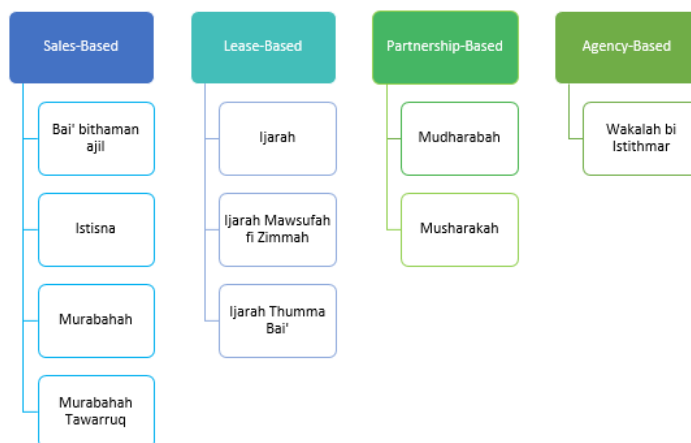 Sales-Based
Bai' bithaman
ajil
Istisna
Murabahah
Murabahah
Tawarruq
Lease-Based
Ijarah
Ijarah Mawsufah
fi Zimmah
Ijarah Thumma
Bai'
Partnership-Based
Mudharabah
Musharakah
Agency-Based
Wakalah bi
Istithmar